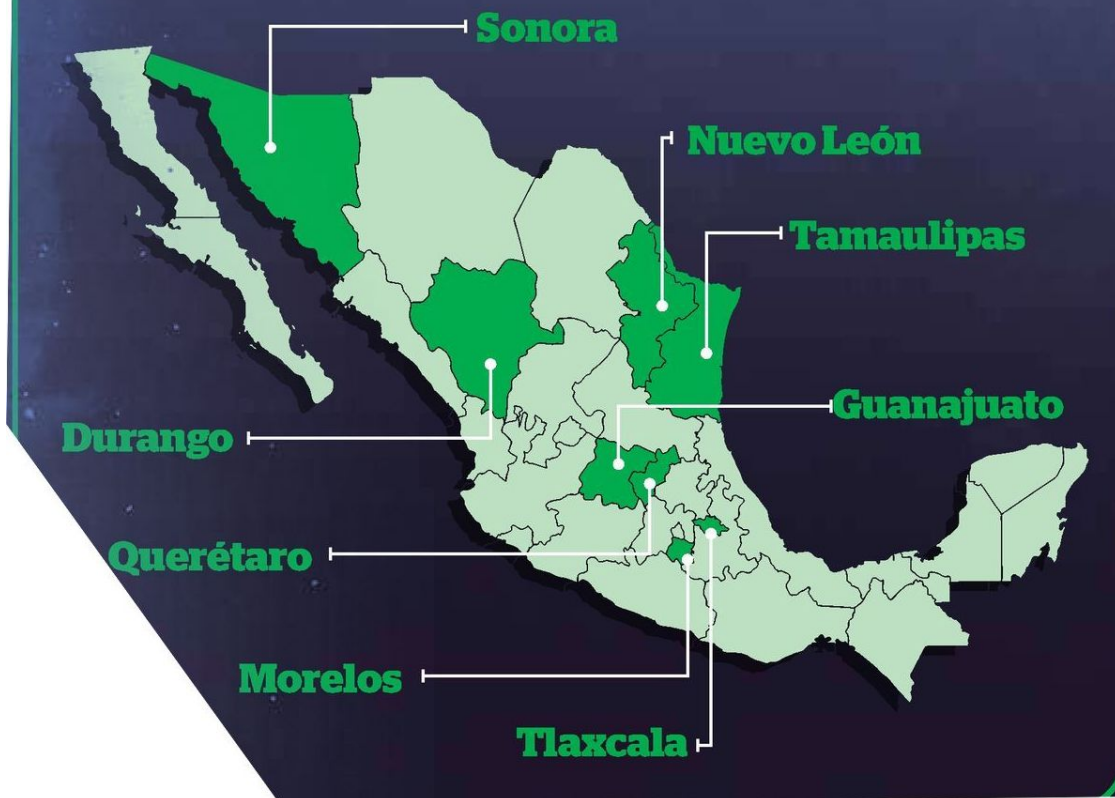 Sonora
Nuevo León
Tamaulipas
Guanajuato
Durango
Querétaro
Morelos
Tlaxcala